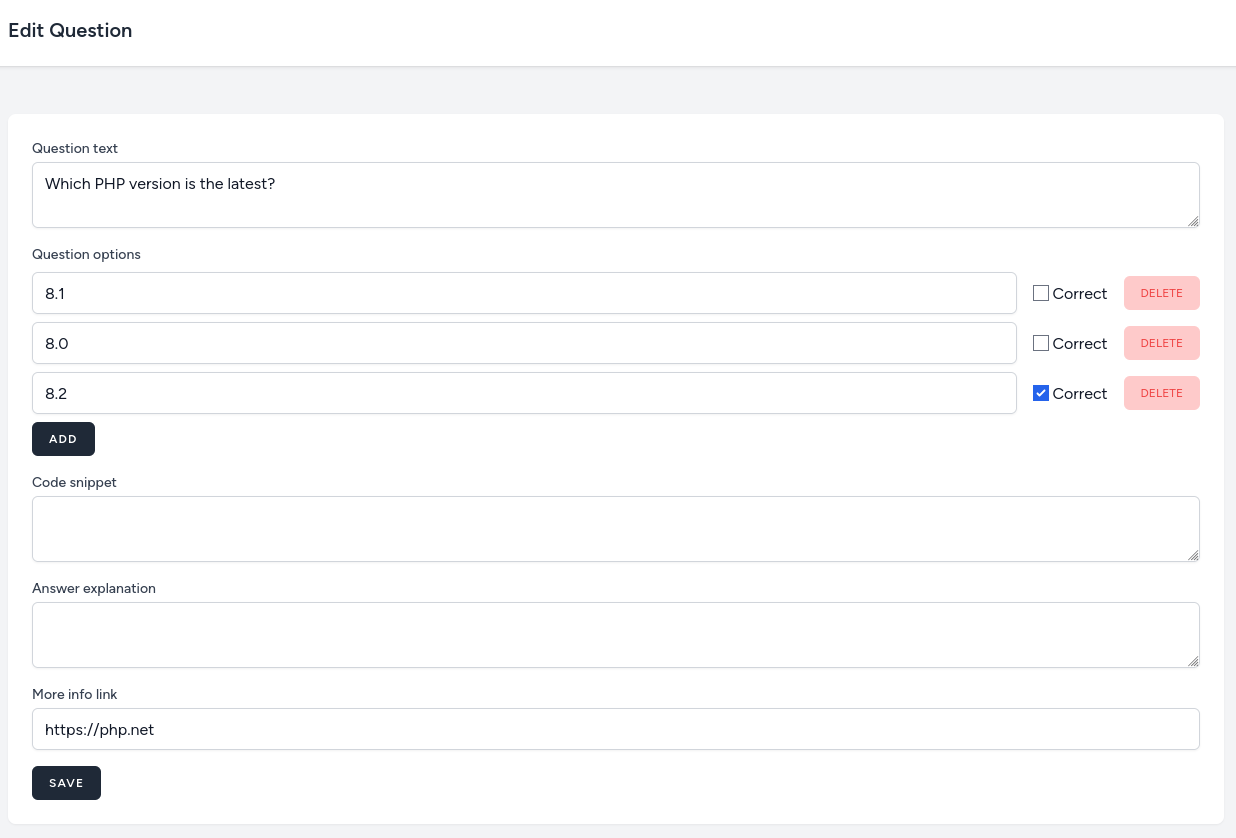 Edit Question
Question text
Which PHP version is the latest?
Question options
8.1 Correct DELETE
8.0 Correct DELETE
8.2 Correct DELETE
ADD
Code snippet
Answer explanation
More info link
https://php.net
SAVE